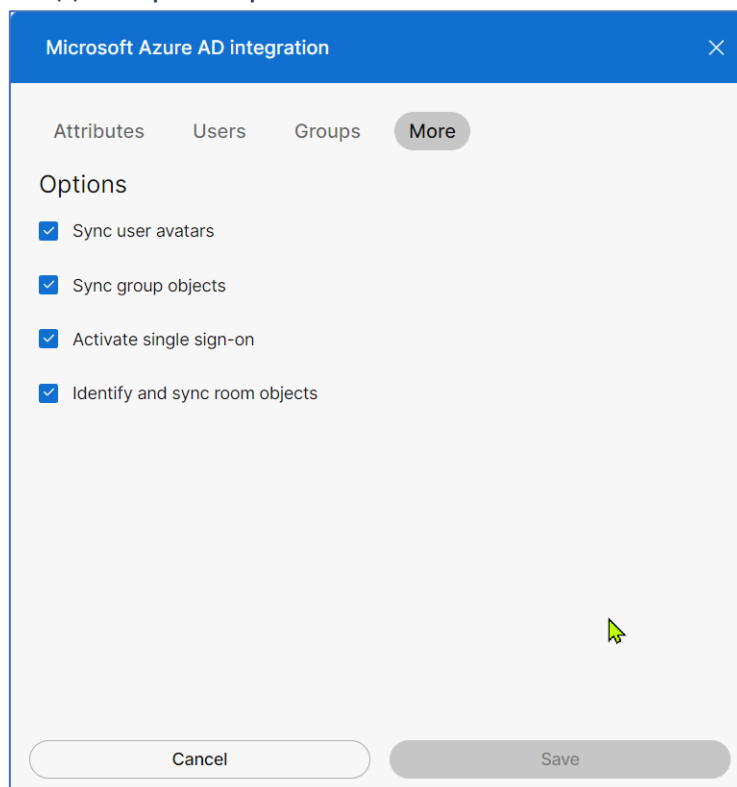 Microsoft Azure AD integration
Attributes Users Groups More
Options
Sync user avatars
Sync group objects
Activate single sign-on
Identify and sync room objects
Cancel Save